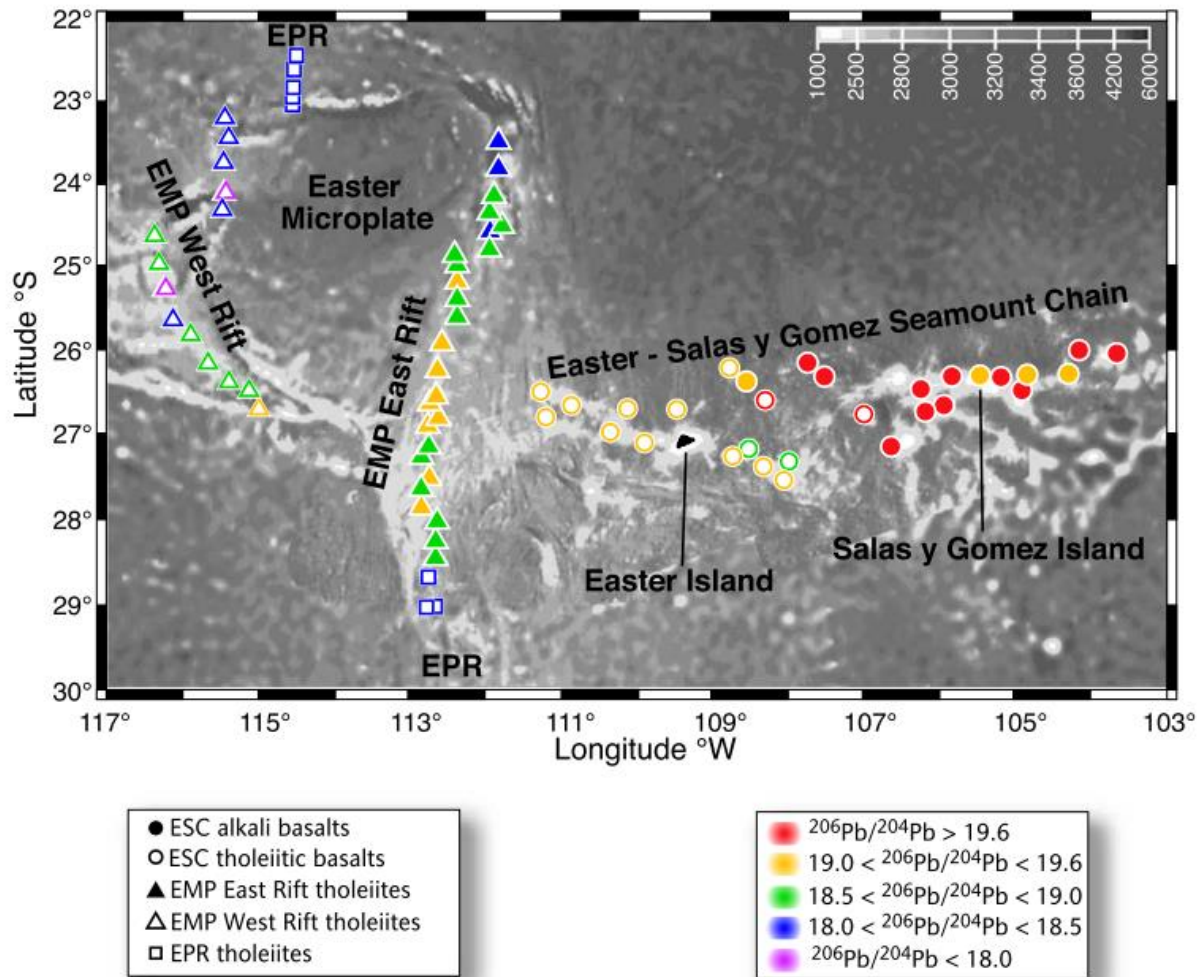 22°
23°
24°
25°
26°
27°
28°
29°
30°
Latitude °S
EPR
1000
2500
2800
3000
3200
3400
3600
4200
6000
Easter
Microplate
EMP West Rift
EMP East Rift
Easter - Salas y Gomez Seamount Chain
Easter Island
Salas y Gomez Island
EPR
117°
115°
113°
111°
109°
107°
105°
103°
Longitude °W
ESC alkali basalts
ESC tholeiitic basalts
EMP East Rift tholeiites
EMP West Rift tholeiites
EPR tholeiites
²⁰⁶Pb/²⁰⁴Pb > 19.6
19.0 < ²⁰⁶Pb/²⁰⁴Pb < 19.6
18.5 < ²⁰⁶Pb/²⁰⁴Pb < 19.0
18.0 < ²⁰⁶Pb/²⁰⁴Pb < 18.5
²⁰⁶Pb/²⁰⁴Pb < 18.0